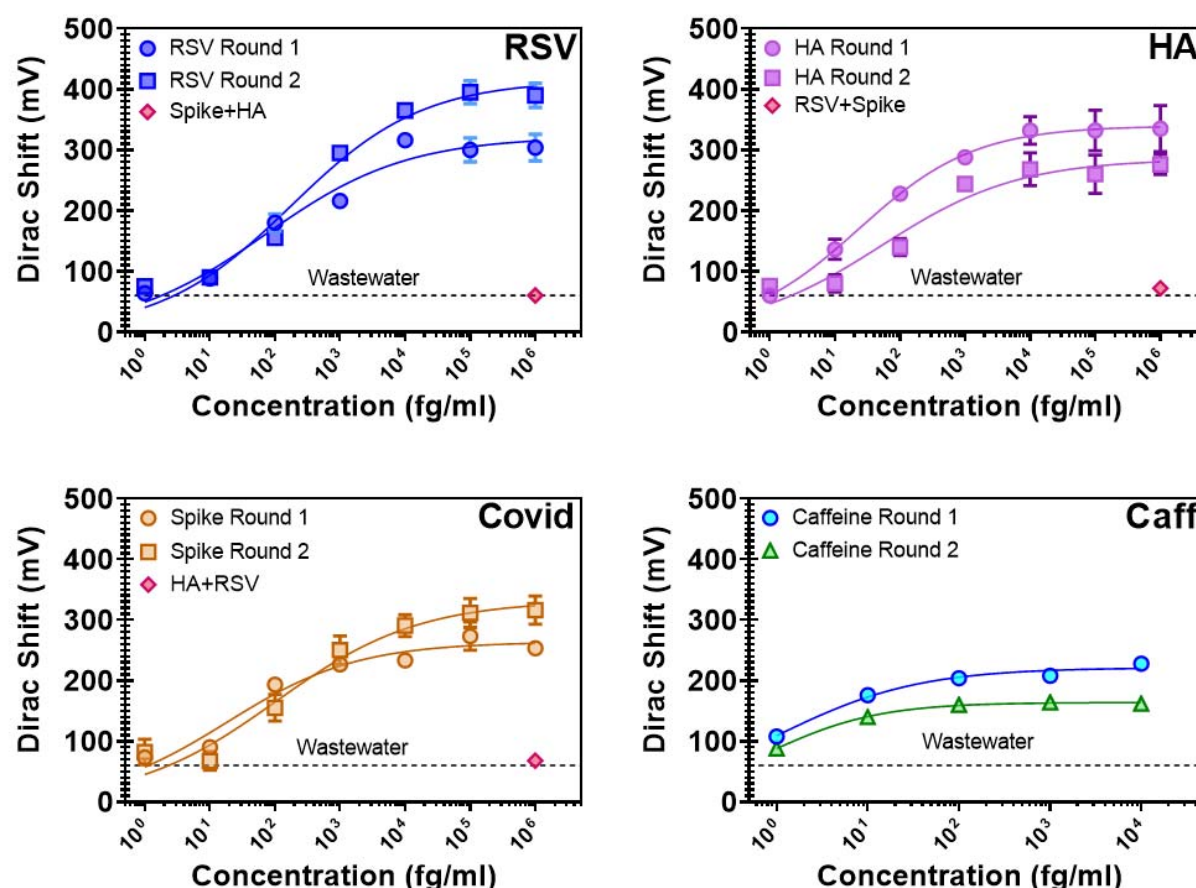 RSV
RSV Round 1
RSV Round 2
Spike+HA
Wastewater
500
400
300
200
100
0
Dirac Shift (mV)
10⁰
10¹
10²
10³
10⁴
10⁵
10⁶
Concentration (fg/ml)
HA
HA Round 1
HA Round 2
RSV+Spike
Wastewater
500
400
300
200
100
0
Dirac Shift (mV)
10⁰
10¹
10²
10³
10⁴
10⁵
10⁶
Concentration (fg/ml)
Covid
Spike Round 1
Spike Round 2
HA+RSV
Wastewater
500
400
300
200
100
0
Dirac Shift (mV)
10⁰
10¹
10²
10³
10⁴
10⁵
10⁶
Concentration (fg/ml)
Caff
Caffeine Round 1
Caffeine Round 2
Wastewater
500
400
300
200
100
0
Dirac Shift (mV)
10⁰
10¹
10²
10³
10⁴
Concentration (fg/ml)